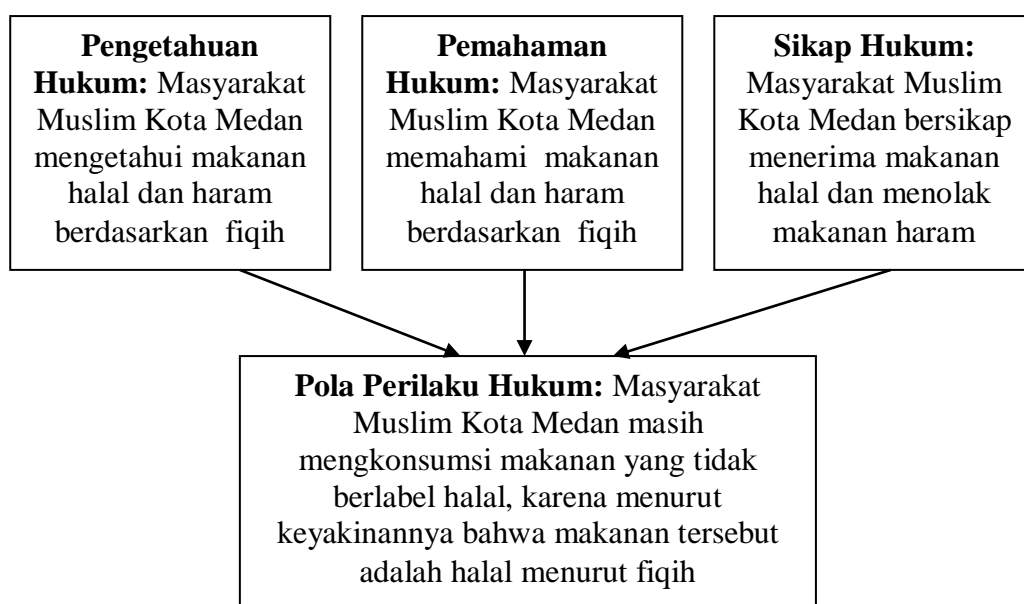 Pengetahuan
Hukum: Masyarakat
Muslim Kota Medan
mengetahui makanan
halal dan haram
berdasarkan fiqih
Pemahaman
Hukum: Masyarakat
Muslim Kota Medan
memahami makanan
halal dan haram
berdasarkan fiqih
Sikap Hukum:
Masyarakat Muslim
Kota Medan bersikap
menerima makanan
halal dan menolak
makanan haram
Pola Perilaku Hukum: Masyarakat
Muslim Kota Medan masih
mengkonsumsi makanan yang tidak
berlabel halal, karena menurut
keyakinannya bahwa makanan tersebut
adalah halal menurut fiqih